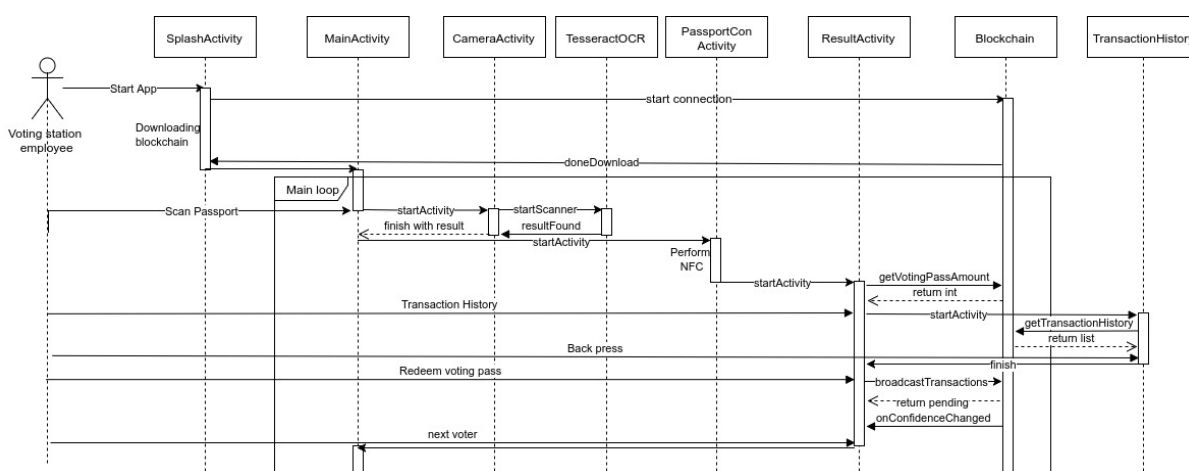 SplashActivity
MainActivity
CameraActivity
TesseractOCR
PassportCon
Activity
ResultActivity
Blockchain
TransactionHistory
Start App
start connection
Voting station
employee
Downloading
blockchain
doneDownload
Main loop
Scan Passport
startActivity
startScanner
finish with result
resultFound
startActivity
Perform
NFC
startActivity
getVotingPassAmount
return int
Transaction History
startActivity
getTransactionHistory
return list
Back press
finish
Redeem voting pass
broadcastTransactions
return pending
onConfidenceChanged
next voter